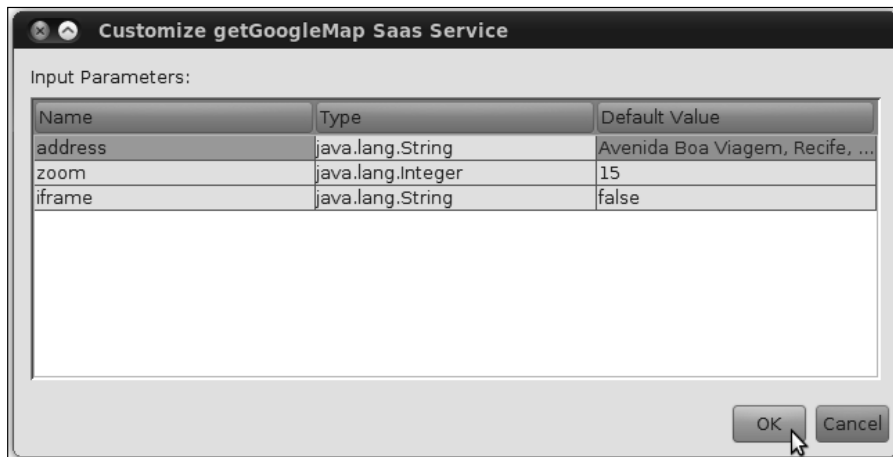 Customize getGoogleMap Saas Service
Input Parameters:
Name Type Default Value
address java.lang.String Avenida Boa Viagem, Recife, ...
zoom java.lang.Integer 15
iframe java.lang.String false
OK Cancel